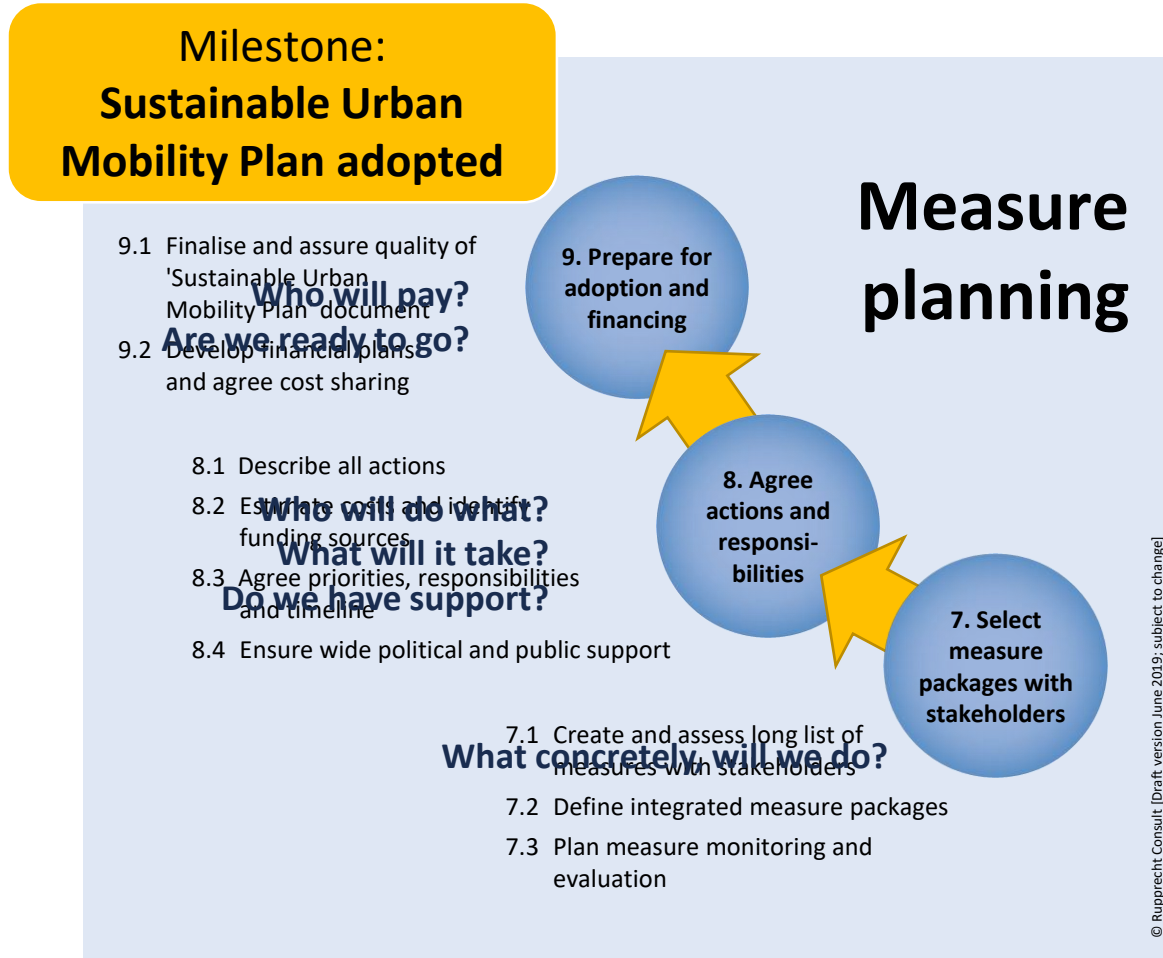 Milestone:
Sustainable Urban
Mobility Plan adopted
Measure
planning
9. Prepare for
adoption and
financing
9.1 Finalise and assure quality of
'Sustainable Urban
Mobility Plan' document
9.2 Develop financial plans
and agree cost sharing
Who will pay?
Are we ready to go?
8. Agree
actions and
responsi-
bilities
8.1 Describe all actions
8.2 Estimate costs and identify
funding sources
8.3 Agree priorities, responsibilities
and timeline
8.4 Ensure wide political and public support
Who will do what?
What will it take?
Do we have support?
7. Select
measure
packages with
stakeholders
7.1 Create and assess long list of
measures with stakeholders
7.2 Define integrated measure packages
7.3 Plan measure monitoring and
evaluation
What concretely, will we do?
© Rupprecht Consult [Draft version June 2019; subject to change]